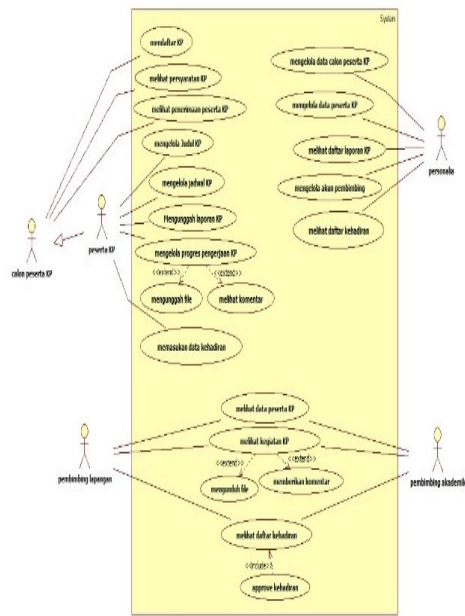 System
mendaftar KP
melihat persyaratan KP
melihat penerimaan peserta KP
mengelola Judul KP
mengelola jadwal KP
Mengunggah laporan KP
mengelola progres pengerjaan KP
<<extend>>
<<extend>>
mengunggah file
melihat komentar
memasukan data kehadiran
calon peserta KP
peserta KP
mengelola data calon peserta KP
mengelola data peserta KP
melihat daftar laporan KP
mengelola akun pembimbing
melihat daftar kehadiran
personalia
melihat data peserta KP
melihat kegiatan KP
<<extend>>
<<extend>>
mengunduh file
memberikan komentar
melihat daftar kehadiran
<<include>>
approve kehadiran
pembimbing lapangan
pembimbing akademik